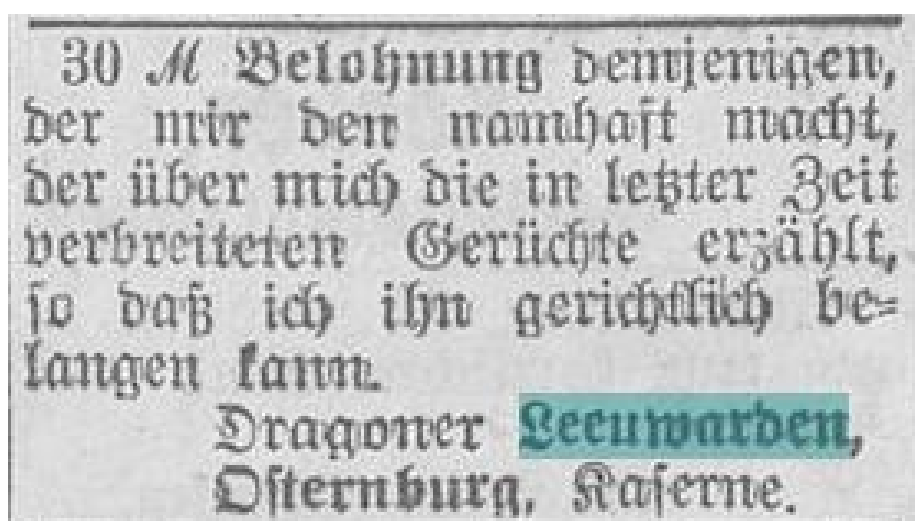 30 M Belohnung demjenigen,
der mir den namhaft macht,
der über mich die in letzter Zeit
verbreiteten Gerüchte erzählt,
so daß ich ihn gerichtlich be=
langen kann.
Dragoner Leeuwarden,
Osternburg, Kaserne.